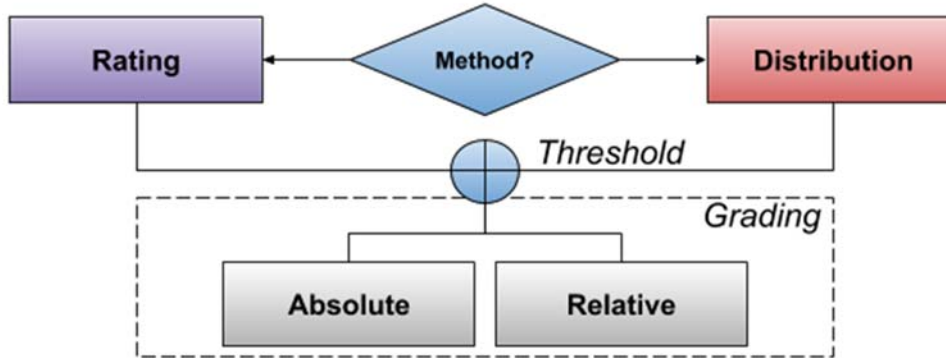 Rating
Method?
Distribution
Threshold
Grading
Absolute
Relative